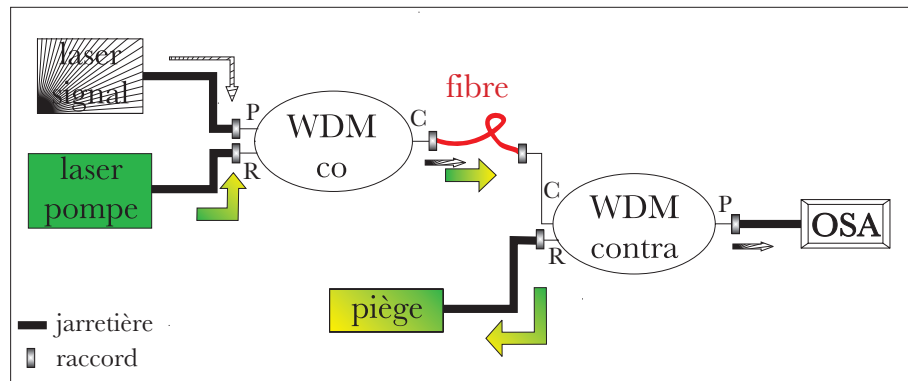 laser
signal
P
R
WDM
co
C
fibre
laser
pompe
C
R
WDM
contra
P
OSA
piège
jarretière
raccord